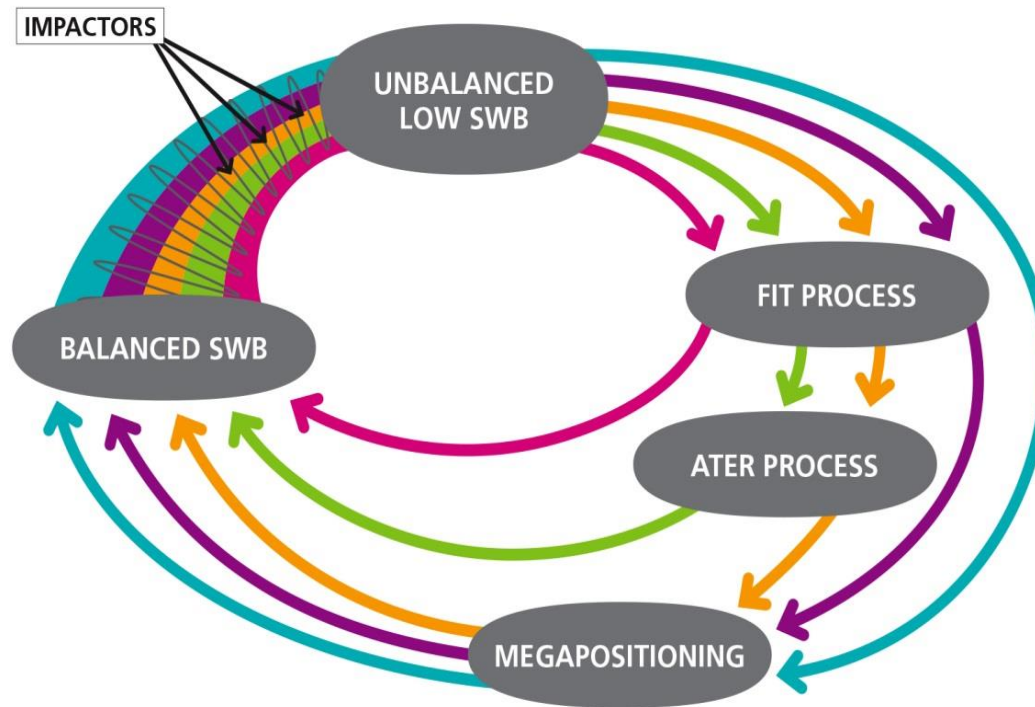 IMPACTORS
UNBALANCED
LOW SWB
FIT PROCESS
BALANCED SWB
ATER PROCESS
MEGAPOSITIONING